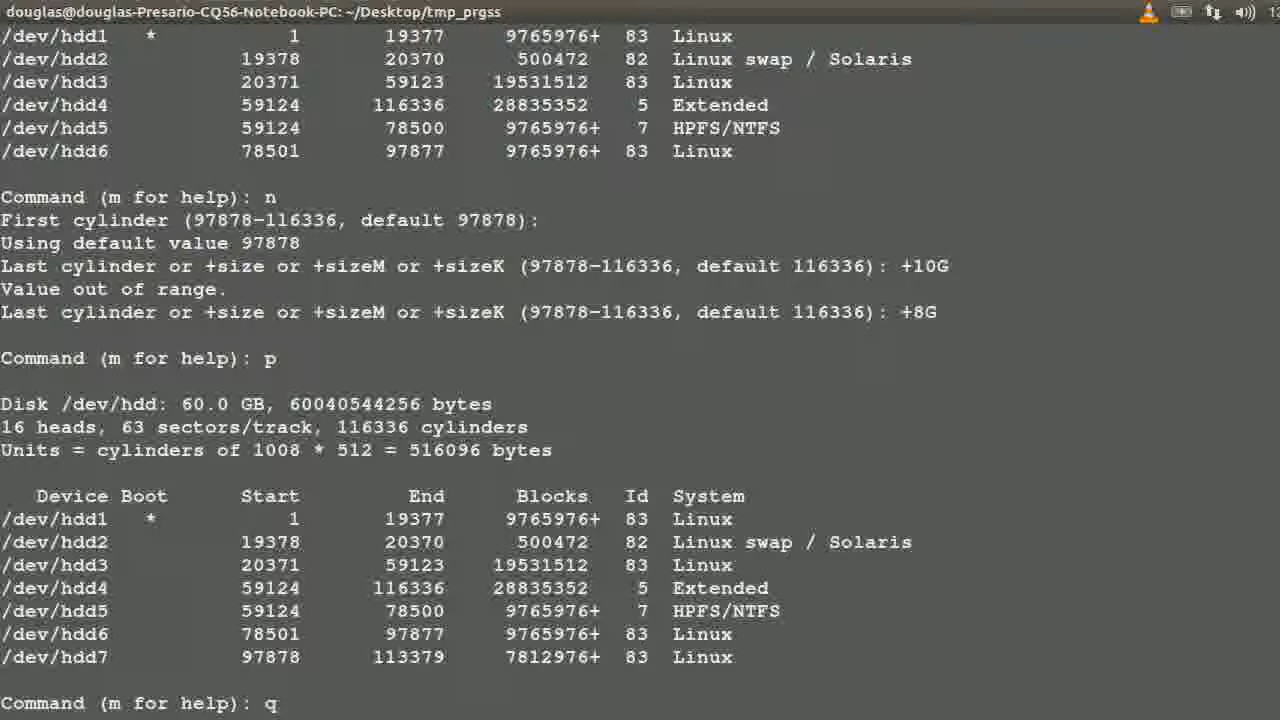 douglas@douglas-Presario-CQ56-Notebook-PC: ~/Desktop/tmp_prgss
/dev/hdd1   *           1       19377     9765976+  83  Linux
/dev/hdd2           19378       20370      500472   82  Linux swap / Solaris
/dev/hdd3           20371       59123    19531512   83  Linux
/dev/hdd4           59124      116336    28835352    5  Extended
/dev/hdd5           59124       78500     9765976+   7  HPFS/NTFS
/dev/hdd6           78501       97877     9765976+  83  Linux
Command (m for help): n
First cylinder (97878-116336, default 97878):
Using default value 97878
Last cylinder or +size or +sizeM or +sizeK (97878-116336, default 116336): +10G
Value out of range.
Last cylinder or +size or +sizeM or +sizeK (97878-116336, default 116336): +8G
Command (m for help): p
Disk /dev/hdd: 60.0 GB, 60040544256 bytes
16 heads, 63 sectors/track, 116336 cylinders
Units = cylinders of 1008 * 512 = 516096 bytes
   Device Boot      Start         End      Blocks   Id  System
/dev/hdd1   *           1       19377     9765976+  83  Linux
/dev/hdd2           19378       20370      500472   82  Linux swap / Solaris
/dev/hdd3           20371       59123    19531512   83  Linux
/dev/hdd4           59124      116336    28835352    5  Extended
/dev/hdd5           59124       78500     9765976+   7  HPFS/NTFS
/dev/hdd6           78501       97877     9765976+  83  Linux
/dev/hdd7           97878      113379     7812976+  83  Linux
Command (m for help): q